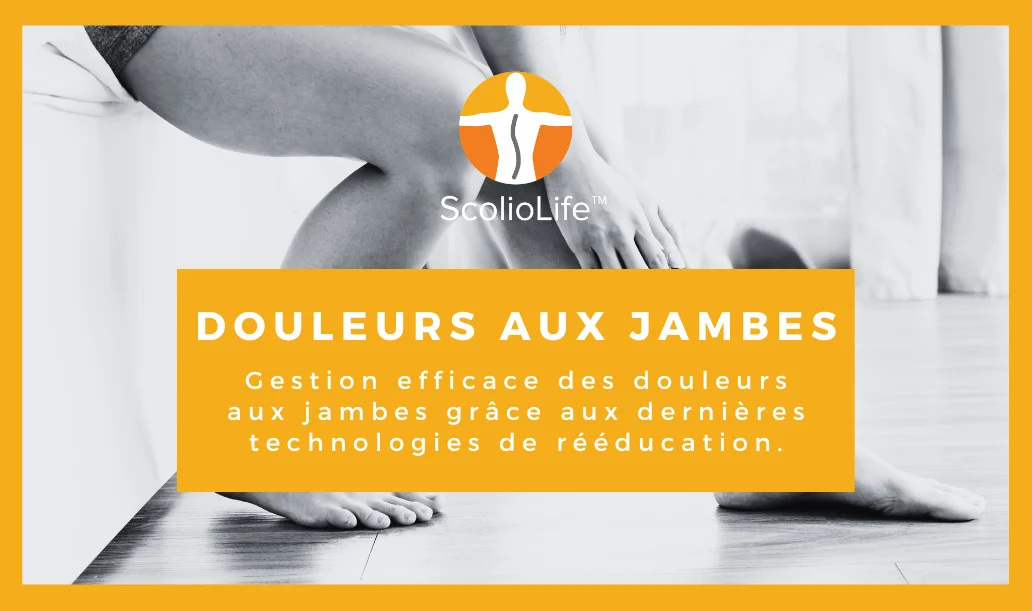 ScolioLife™
DOULEURS AUX JAMBES
Gestion efficace des douleurs
aux jambes grâce aux dernières
technologies de rééducation.